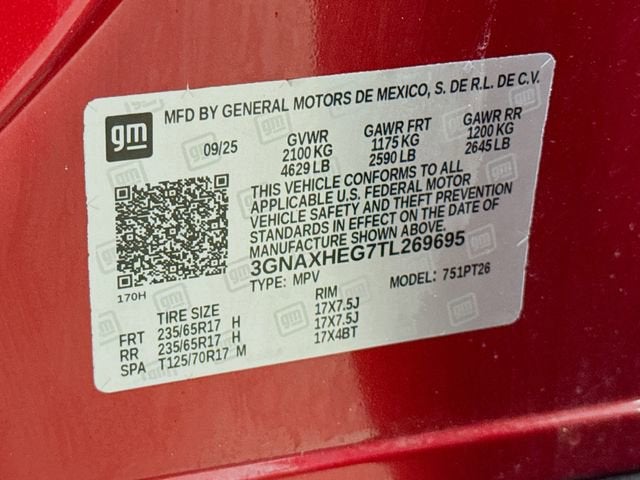 gm
MFD BY GENERAL MOTORS DE MEXICO, S. DE R.L. DE C.V.
09/25 GVWR GAWR FRT GAWR RR
2100 KG 1175 KG 1200 KG
4629 LB 2590 LB 2645 LB
THIS VEHICLE CONFORMS TO ALL
APPLICABLE U.S. FEDERAL MOTOR
VEHICLE SAFETY AND THEFT PREVENTION
STANDARDS IN EFFECT ON THE DATE OF
MANUFACTURE SHOWN ABOVE.
3GNAXHEG7TL269695
TYPE: MPV MODEL: 751PT26
170H
TIRE SIZE RIM
FRT 235/65R17 H 17X7.5J
RR 235/65R17 H 17X7.5J
SPA T125/70R17 M 17X4BT